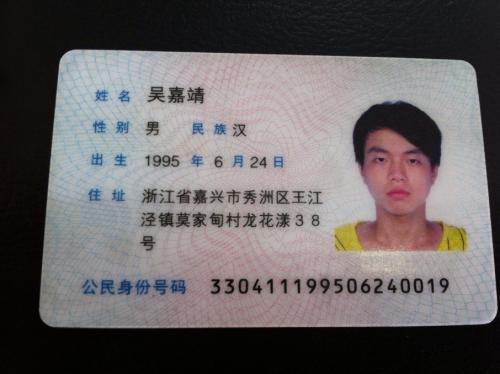 姓名 吴嘉靖
性别 男 民族 汉
出生 1995 年 6 月 24 日
住址 浙江省嘉兴市秀洲区王江
泾镇莫家甸村龙花漾38
号
公民身份号码 330411199506240019